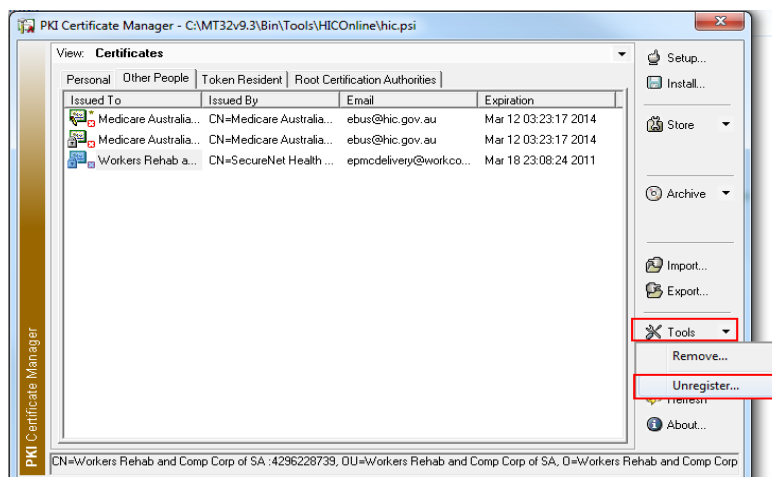 PKI Certificate Manager - C:\MT32v9.3\Bin\Tools\HICOnline\hic.psi
View: Certificates
Setup...
Personal Other People Token Resident Root Certification Authorities
Install...
Issued To Issued By Email Expiration
Medicare Australia... CN=Medicare Australia... ebus@hic.gov.au Mar 12 03:23:17 2014
Store
Medicare Australia... CN=Medicare Australia... ebus@hic.gov.au Mar 12 03:23:17 2014
Workers Rehab a... CN=SecureNet Health ... epmcdelivery@workco... Mar 18 23:08:24 2011
Archive
Import...
Export...
Tools
Remove...
Unregister...
Refresh
About...
PKI Certificate Manager
CN=Workers Rehab and Comp Corp of SA :4296228739, OU=Workers Rehab and Comp Corp of SA, O=Workers Rehab and Comp Corp